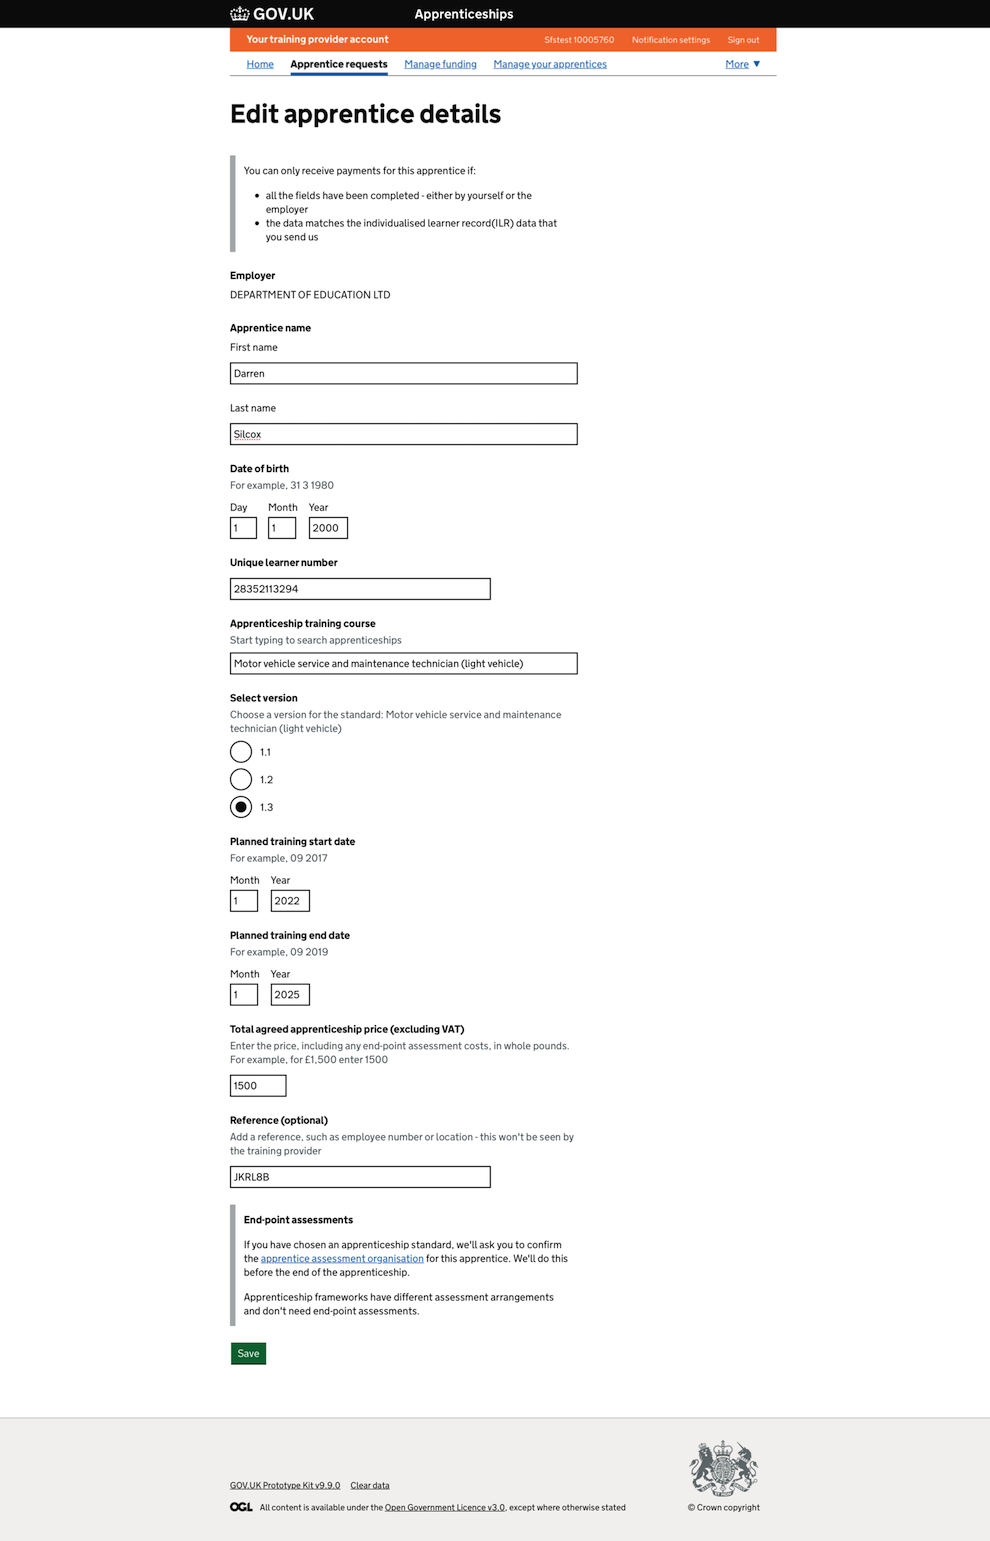 GOV.UK Apprenticeships
Your training provider account Sfstest 10005760 Notification settings Sign out
Home Apprentice requests Manage funding Manage your apprentices More ▼
Edit apprentice details
You can only receive payments for this apprentice if:
• all the fields have been completed - either by yourself or the
employer
• the data matches the individualised learner record(ILR) data that
you send us
Employer
DEPARTMENT OF EDUCATION LTD
Apprentice name
First name
Darren
Last name
Silcox
Date of birth
For example, 31 3 1980
Day Month Year
1 1 2000
Unique learner number
28352113294
Apprenticeship training course
Start typing to search apprenticeships
Motor vehicle service and maintenance technician (light vehicle)
Select version
Choose a version for the standard: Motor vehicle service and maintenance
technician (light vehicle)
1.1
1.2
1.3
Planned training start date
For example, 09 2017
Month Year
1 2022
Planned training end date
For example, 09 2019
Month Year
1 2025
Total agreed apprenticeship price (excluding VAT)
Enter the price, including any end-point assessment costs, in whole pounds.
For example, for £1,500 enter 1500
1500
Reference (optional)
Add a reference, such as employee number or location - this won't be seen by
the training provider
JKRL8B
End-point assessments
If you have chosen an apprenticeship standard, we'll ask you to confirm
the apprentice assessment organisation for this apprentice. We'll do this
before the end of the apprenticeship.
Apprenticeship frameworks have different assessment arrangements
and don't need end-point assessments.
Save
GOV.UK Prototype Kit v9.9.0 Clear data
OGL All content is available under the Open Government Licence v3.0, except where otherwise stated
© Crown copyright